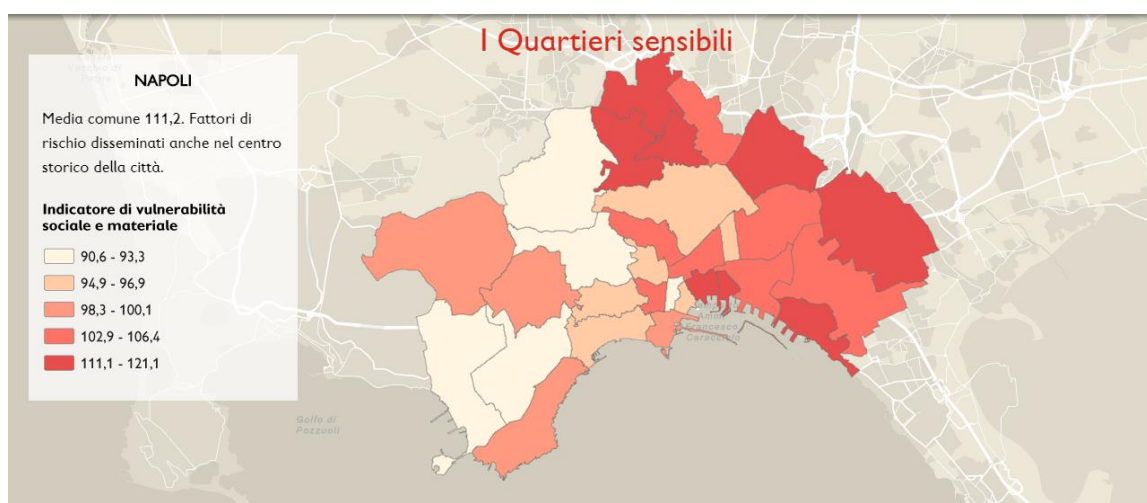 I Quartieri sensibili
NAPOLI
Media comune 111,2. Fattori di
rischio disseminati anche nel centro
storico della città.
Indicatore di vulnerabilità
sociale e materiale
90,6 - 93,3
94,9 - 96,9
98,3 - 100,1
102,9 - 106,4
111,1 - 121,1
Golfo di
Pozzuoli
Francesco
Caracciolo